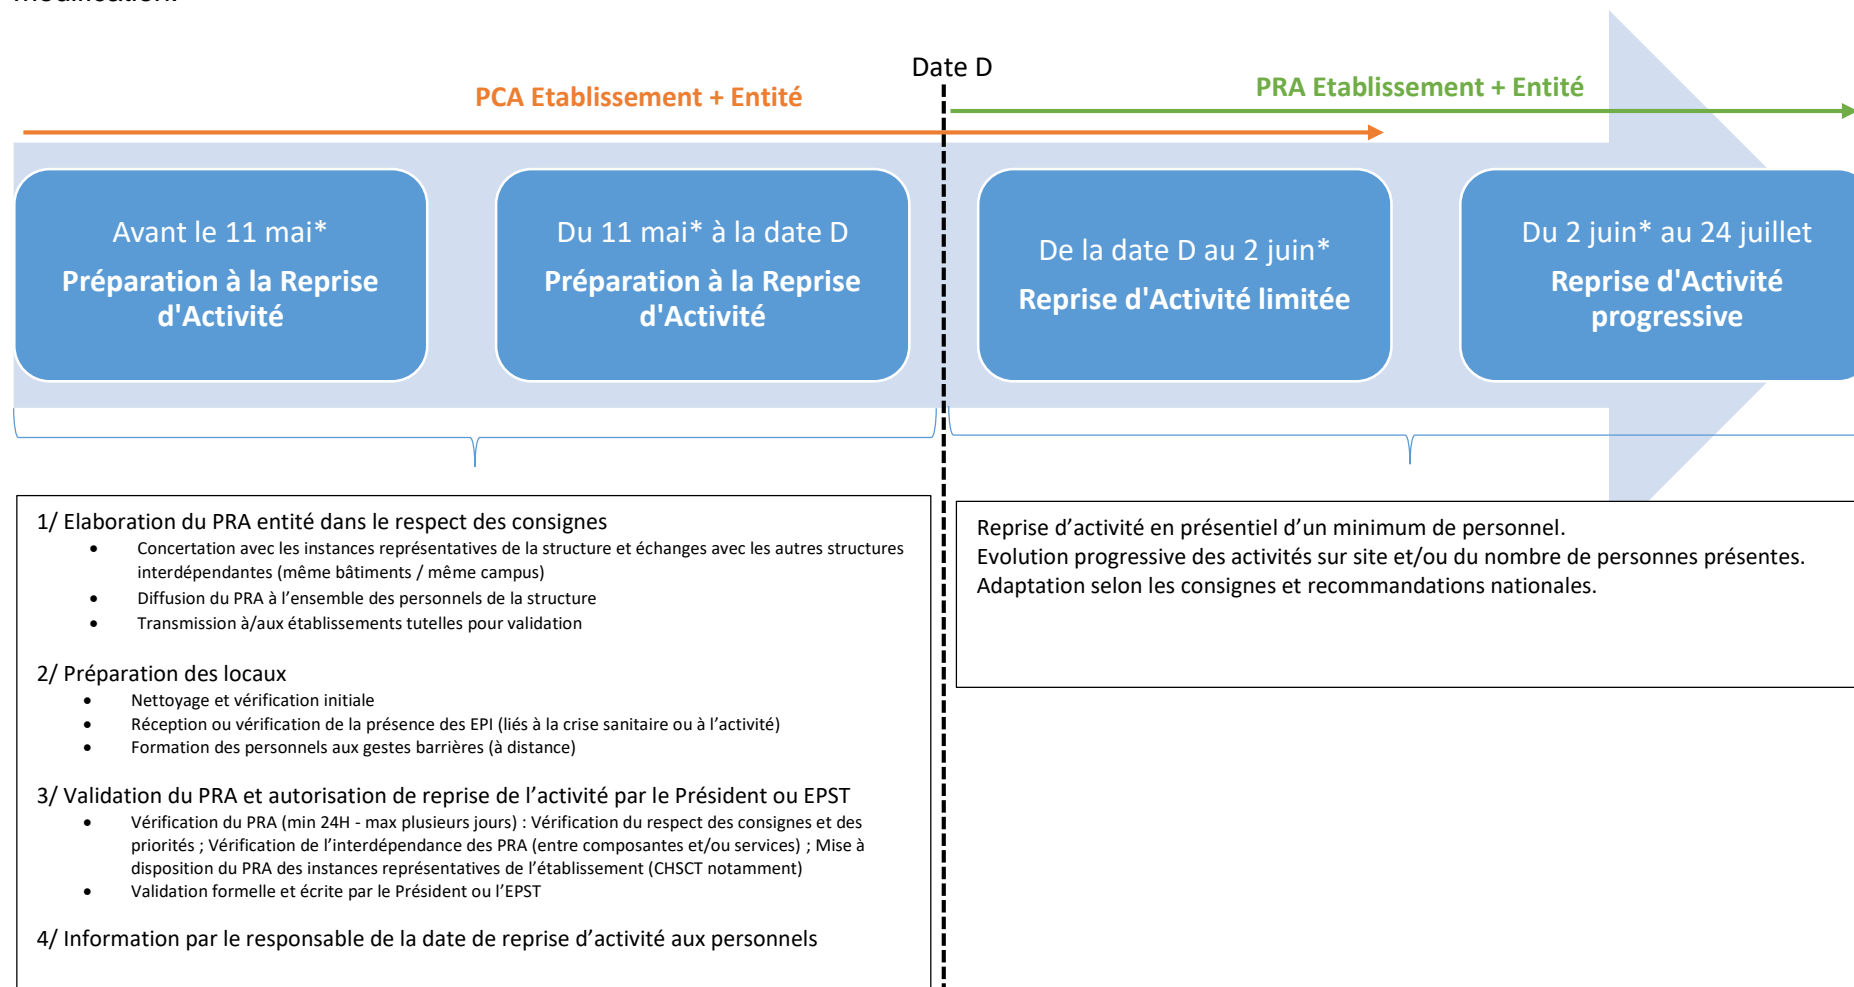 modification.
Date D
PCA Etablissement + Entité
PRA Etablissement + Entité
Avant le 11 mai*
Préparation à la Reprise
d'Activité
Du 11 mai* à la date D
Préparation à la Reprise
d'Activité
De la date D au 2 juin*
Reprise d'Activité limitée
Du 2 juin* au 24 juillet
Reprise d'Activité
progressive
1/ Elaboration du PRA entité dans le respect des consignes
• Concertation avec les instances représentatives de la structure et échanges avec les autres structures
interdépendantes (même bâtiments / même campus)
• Diffusion du PRA à l’ensemble des personnels de la structure
• Transmission à/aux établissements tutelles pour validation
2/ Préparation des locaux
• Nettoyage et vérification initiale
• Réception ou vérification de la présence des EPI (liés à la crise sanitaire ou à l’activité)
• Formation des personnels aux gestes barrières (à distance)
3/ Validation du PRA et autorisation de reprise de l’activité par le Président ou EPST
• Vérification du PRA (min 24H - max plusieurs jours) : Vérification du respect des consignes et des
priorités ; Vérification de l’interdépendance des PRA (entre composantes et/ou services) ; Mise à
disposition du PRA des instances représentatives de l’établissement (CHSCT notamment)
• Validation formelle et écrite par le Président ou l’EPST
4/ Information par le responsable de la date de reprise d’activité aux personnels
Reprise d’activité en présentiel d’un minimum de personnel.
Evolution progressive des activités sur site et/ou du nombre de personnes présentes.
Adaptation selon les consignes et recommandations nationales.